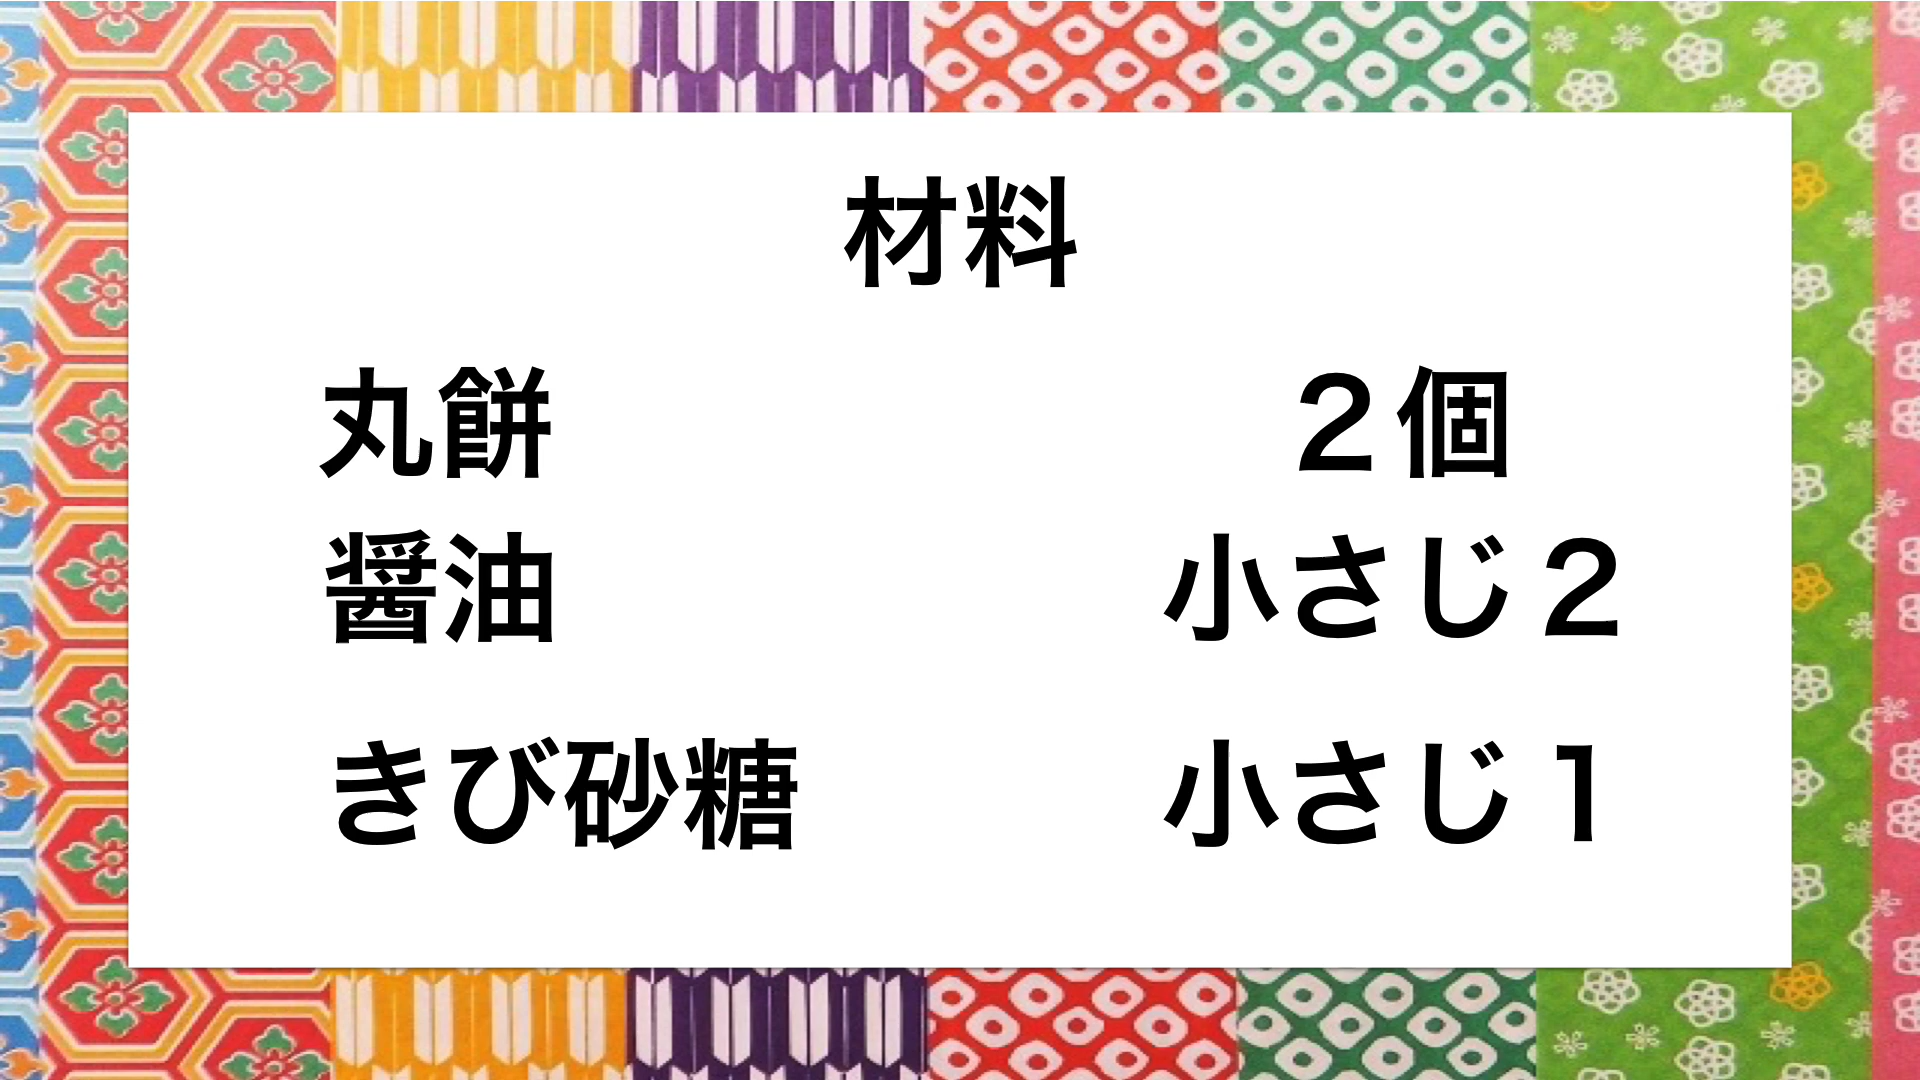 材料
丸餅 ２個
醤油 小さじ２
きび砂糖 小さじ１